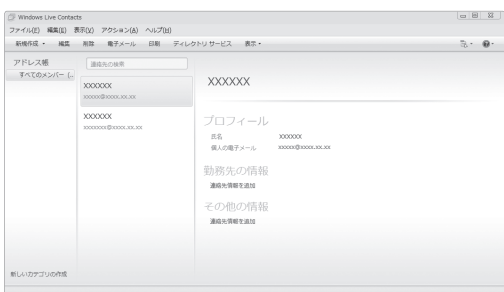 Windows Live Contacts
ファイル(F) 編集(E) 表示(V) アクション(A) ヘルプ(H)
新規作成 編集 削除 電子メール 印刷 ディレクトリ サービス 表示
アドレス帳
すべてのメンバー (...
新しいカテゴリの作成
連絡先の検索
XXXXXX
xxxxx@xxxx.xx.xx
XXXXXX
xxxxxxx@xxxx.xx.xx
XXXXXX
プロフィール
氏名 XXXXXX
個人の電子メール xxxxx@xxxx.xx.xx
勤務先の情報
連絡先情報を追加
その他の情報
連絡先情報を追加